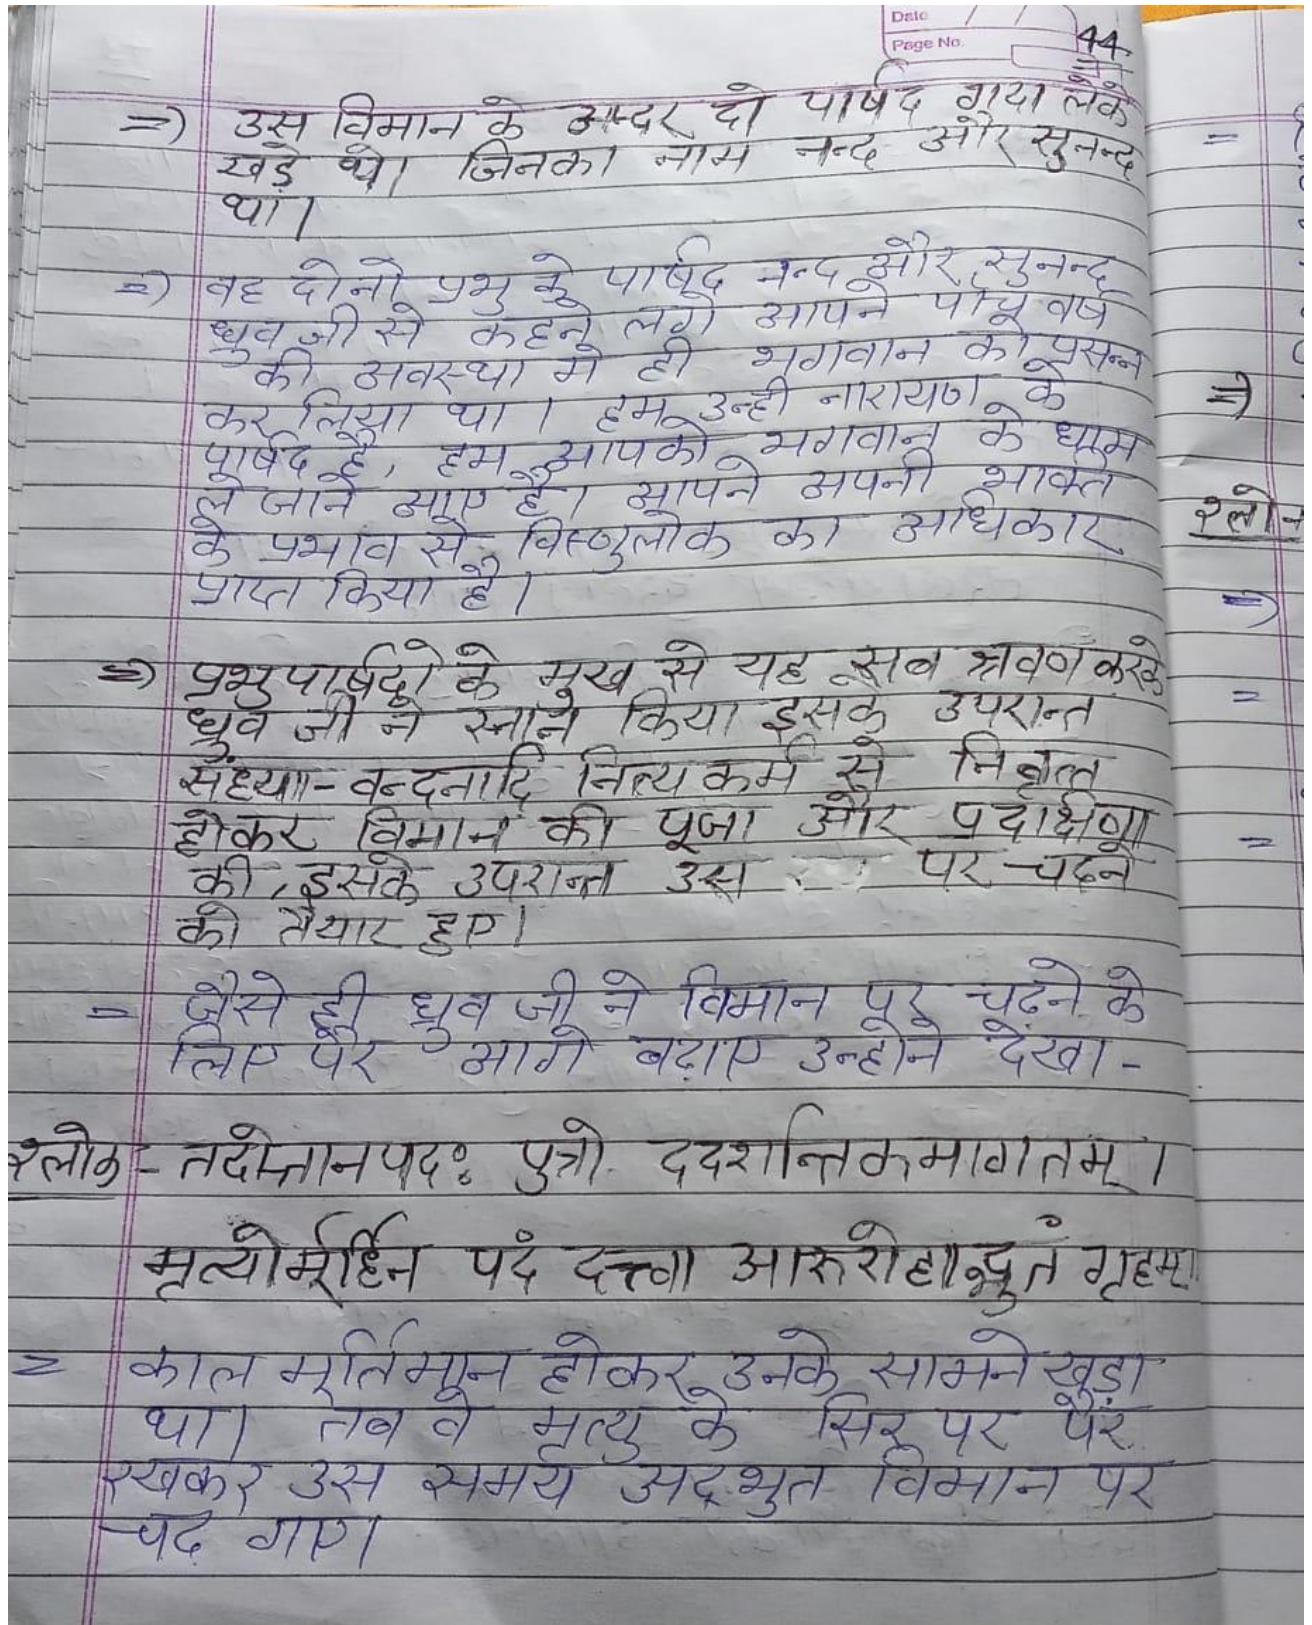 Date / /
Page No. 44
=) उस विमान के अन्दर दो पार्षद गदा लेके
खड़े थे। जिनका नाम नन्द और सुनन्द
था।
=) वह दोनो प्रभु के पार्षद नन्द और सुनन्द
ध्रुव जी से कहने लगे आपने पाँच वर्ष
की अवस्था में ही भगवान को प्रसन्न
कर लिया था। हम उन्ही नारायण के
पार्षद है, हम आपको भगवान के धाम
ले जाने आए है। आपने अपनी भक्ति
के प्रभाव से विष्णुलोक का अधिकार
प्राप्त किया है।
=) प्रभु पार्षदों के मुख से यह सब श्रवण करके
ध्रुव जी ने स्नान किया इसके उपरान्त
संध्या-वन्दनादि नित्य कर्म से निवृत्त
होकर विमान की पूजा और प्रदक्षिणा
की, इसके उपरान्त उस पर चढने
को तैयार हुए।
= जैसे ही ध्रुव जी ने विमान पर चढने के
लिए पैर आगे बढ़ाए उन्होने देखा -
श्लोक - तदोत्तानपदः पुत्रो ददर्शान्तकमागतम्।
मृत्योर्मूर्ध्नि पदं दत्त्वा आरुरोहाद्भुतं गृहम्।
= काल मूर्तिमान होकर उनके सामने खड़ा
था। तब वे मृत्यु के सिर पर पैर
रखकर उस समय अद्भुत विमान पर
चढ़ गए।
=
=)
=)
=
=